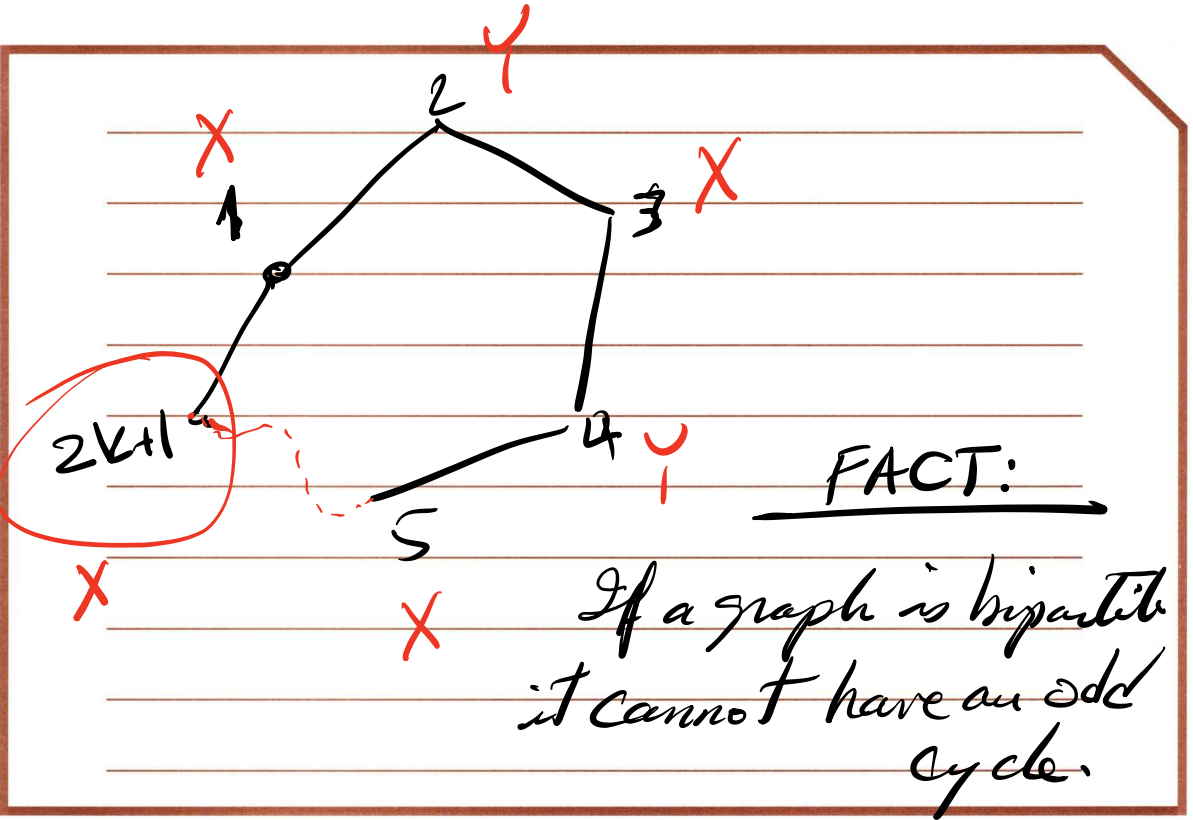 Y
2
X
X
1
3
2k+1
4
Y
5
FACT:
X
X
If a graph is bipartite
it cannot have an odd
cycle.